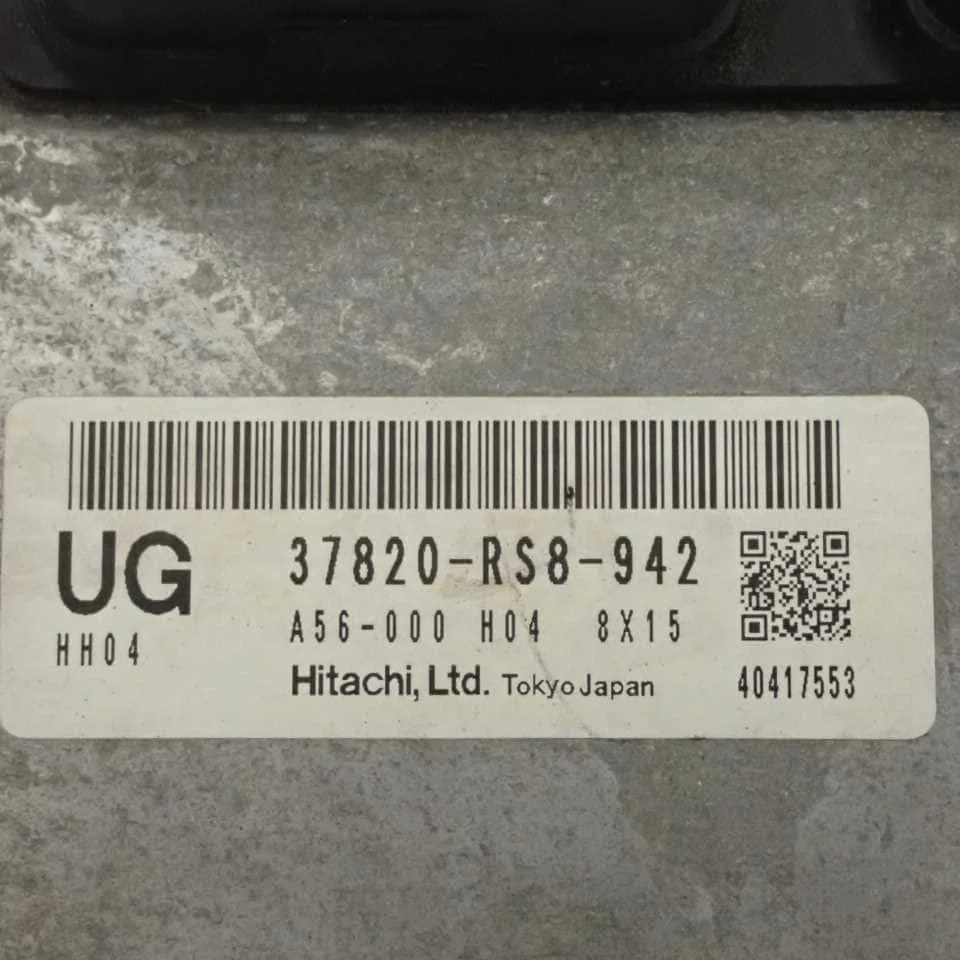 UG
HH04
37820-RS8-942
A56-000 H04 8X15
Hitachi, Ltd. Tokyo Japan
40417553